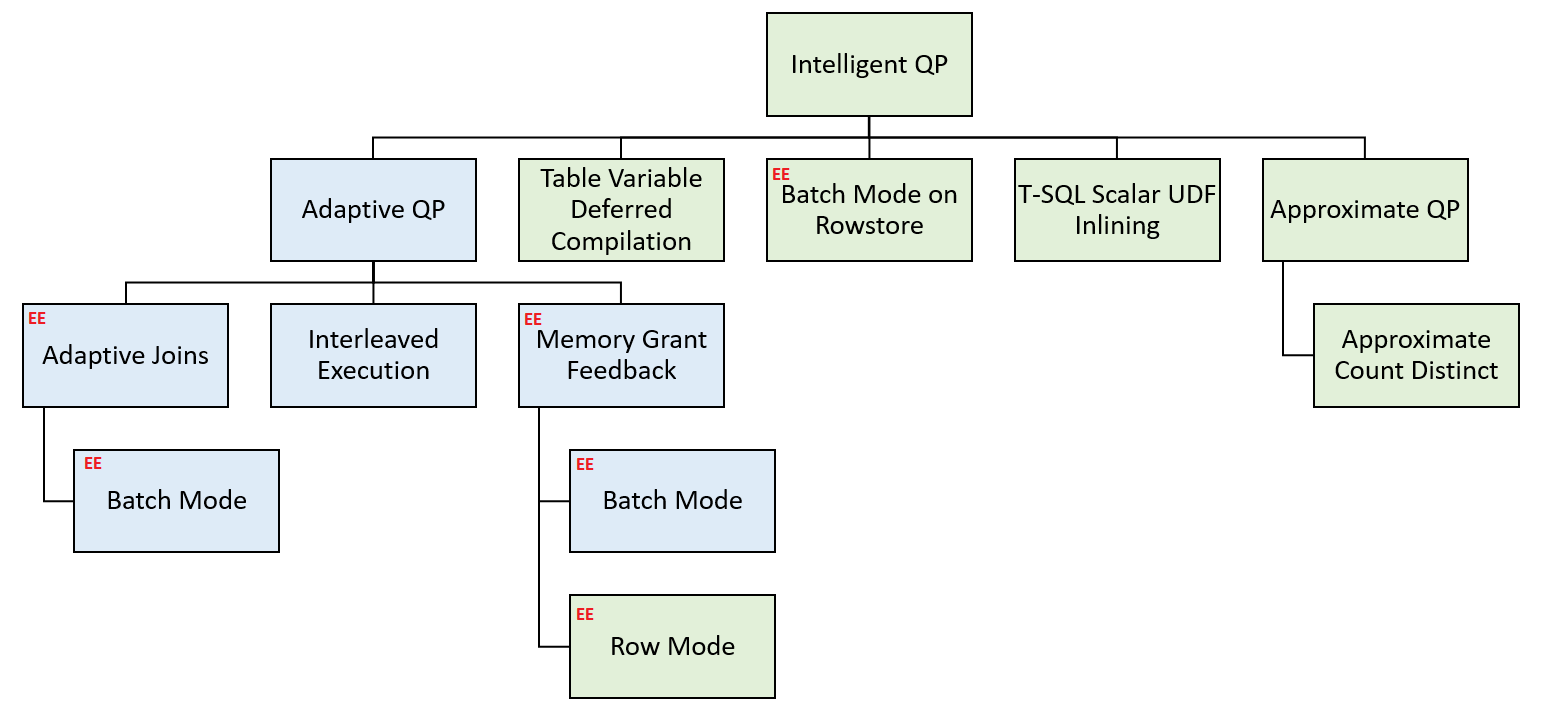 Intelligent QP
Adaptive QP
Table Variable
Deferred
Compilation
EE
Batch Mode on
Rowstore
T-SQL Scalar UDF
Inlining
Approximate QP
EE
Adaptive Joins
Interleaved
Execution
EE
Memory Grant
Feedback
Approximate
Count Distinct
EE
Batch Mode
EE
Batch Mode
EE
Row Mode